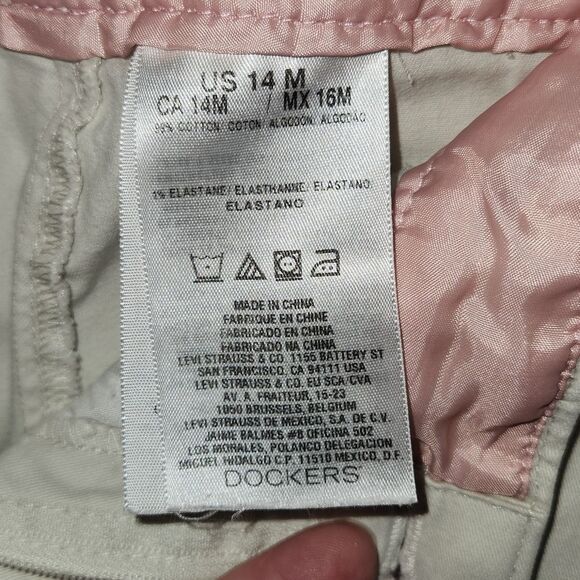 US 14 M
CA 14M / MX 16M
99% COTTON, COTON, ALGODON, ALGODÃO
1% ELASTANE/ ELASTHANNE/ ELASTANO
ELASTANO
MADE IN CHINA
FABRIQUE EN CHINE
FABRICADO EN CHINA
FABRICADO NA CHINA
LEVI STRAUSS & CO. 1155 BATTERY ST
SAN FRANCISCO, CA 94111 USA
LEVI STRAUSS & CO. EU SCA/CVA
AV. A. FRAITEUR, 15-23
1050 BRUSSELS, BELGIUM
LEVI STRAUSS DE MEXICO, S.A. DE C.V.
JAIME BALMES #8 OFICINA 502
LOS MORALES, POLANCO DELEGACION
MIGUEL HIDALGO C.P. 11510 MEXICO, D.F.
DOCKERS